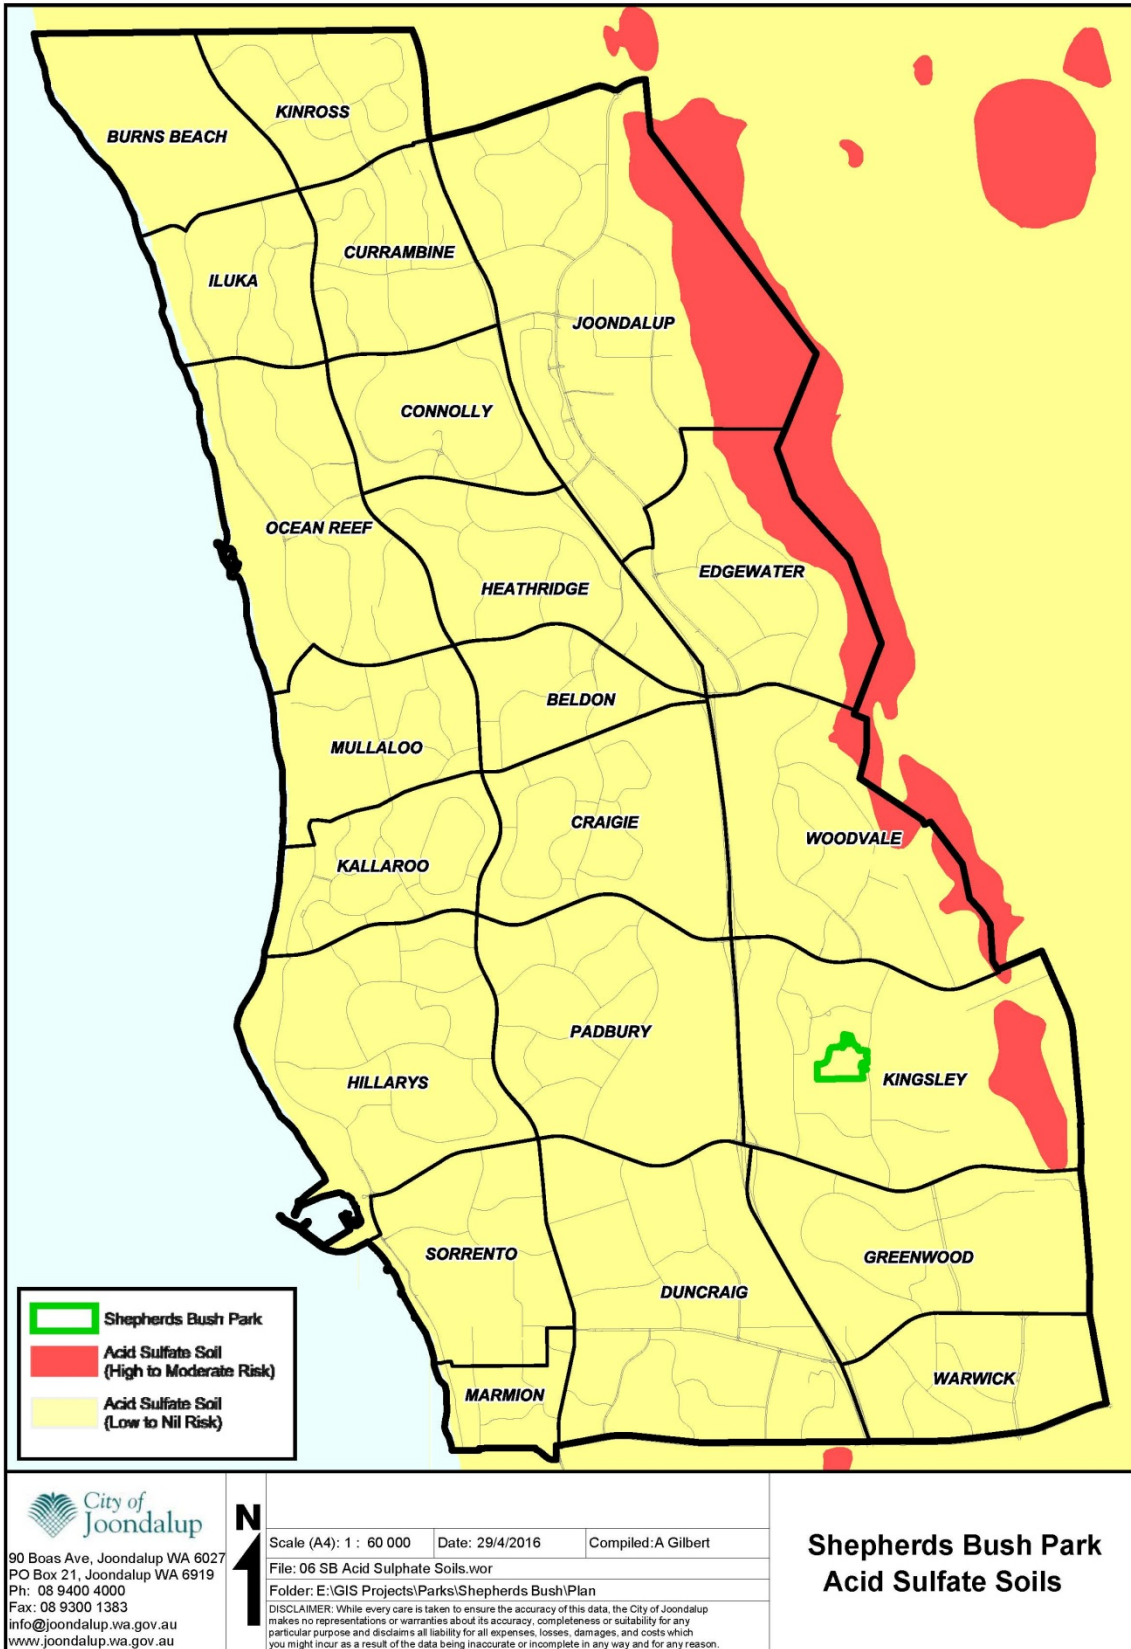 BURNS BEACH
KINROSS
ILUKA
CURRAMBINE
JOONDALUP
CONNOLLY
OCEAN REEF
HEATHRIDGE
EDGEWATER
BELDON
MULLALOO
CRAIGIE
WOODVALE
KALLAROO
PADBURY
HILLARYS
KINGSLEY
SORRENTO
GREENWOOD
DUNCRAIG
WARWICK
MARMION
Shepherds Bush Park
Acid Sulfate Soil
(High to Moderate Risk)
Acid Sulfate Soil
(Low to Nil Risk)
City of
Joondalup
90 Boas Ave, Joondalup WA 6027
PO Box 21, Joondalup WA 6919
Ph: 08 9400 4000
Fax: 08 9300 1383
info@joondalup.wa.gov.au
www.joondalup.wa.gov.au
N
Scale (A4): 1 : 60 000
Date: 29/4/2016
Compiled:A Gilbert
File: 06 SB Acid Sulphate Soils.wor
Folder: E:\GIS Projects\Parks\Shepherds Bush\Plan
DISCLAIMER: While every care is taken to ensure the accuracy of this data, the City of Joondalup
makes no representations or warranties about its accuracy, completeness or suitability for any
particular purpose and disclaims all liability for all expenses, losses, damages, and costs which
you might incur as a result of the data being inaccurate or incomplete in any way and for any reason.
Shepherds Bush Park
Acid Sulfate Soils